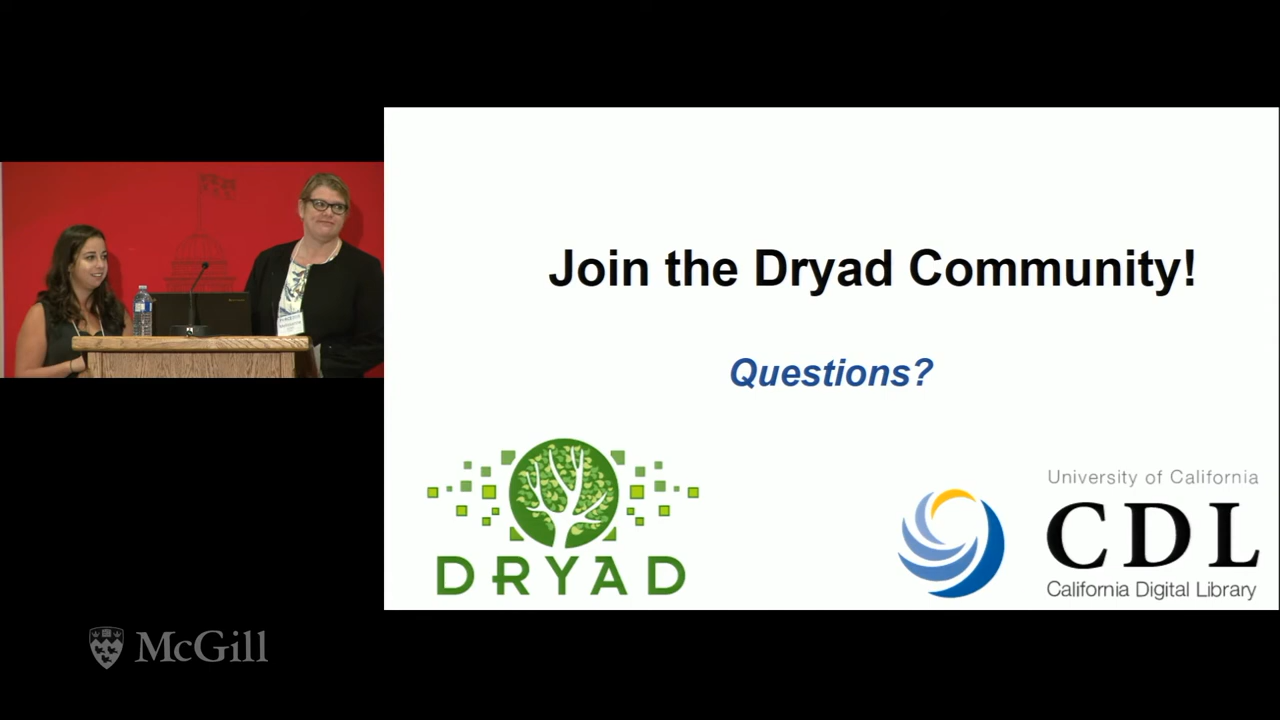 Join the Dryad Community!
Questions?
DRYAD
University of California
CDL
California Digital Library
McGill